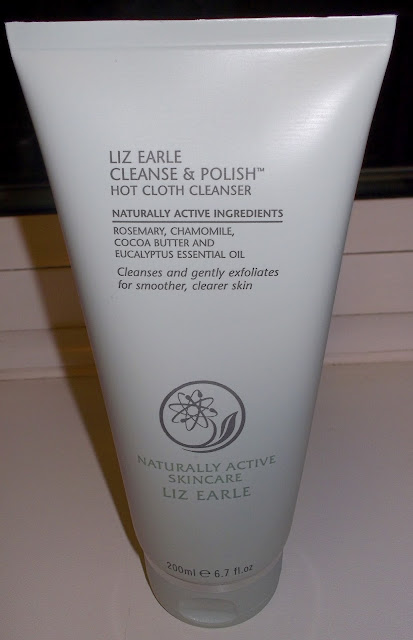 LIZ EARLE
CLEANSE & POLISH™
HOT CLOTH CLEANSER
NATURALLY ACTIVE INGREDIENTS
ROSEMARY, CHAMOMILE,
COCOA BUTTER AND
EUCALYPTUS ESSENTIAL OIL
Cleanses and gently exfoliates
for smoother, clearer skin
NATURALLY ACTIVE
SKINCARE
LIZ EARLE
200ml ℮ 6.7 fl.oz